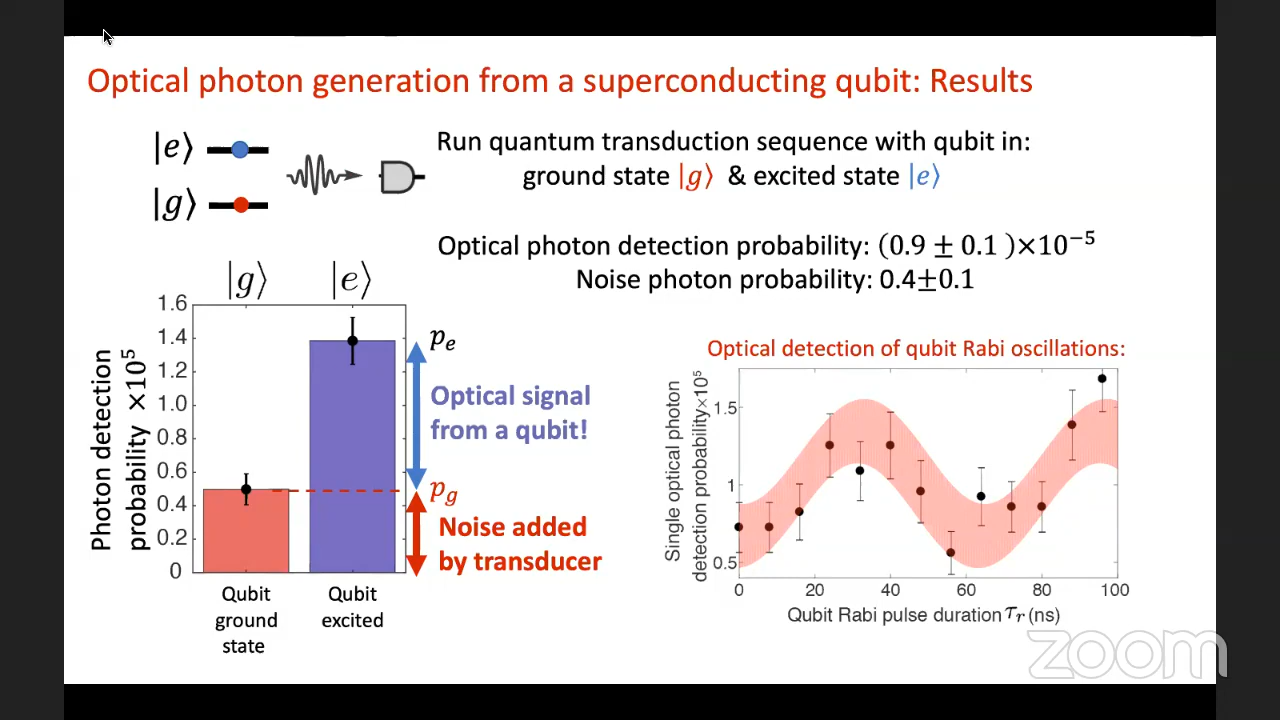 Optical photon generation from a superconducting qubit: Results
|e⟩
|g⟩
Run quantum transduction sequence with qubit in:
ground state |g⟩ & excited state |e⟩
Optical photon detection probability: (0.9 ± 0.1 )×10⁻⁵
Noise photon probability: 0.4±0.1
|g⟩ |e⟩
Photon detection
probability ×10⁵
1.6
1.4
1.2
1.0
0.8
0.6
0.4
0.2
0
pₑ
Optical signal
from a qubit!
p_g
Noise added
by transducer
Qubit
ground
state
Qubit
excited
Optical detection of qubit Rabi oscillations:
Single optical photon
detection probability×10⁵
1.5
1
0.5
0 20 40 60 80 100
Qubit Rabi pulse duration τᵣ (ns)
zoom